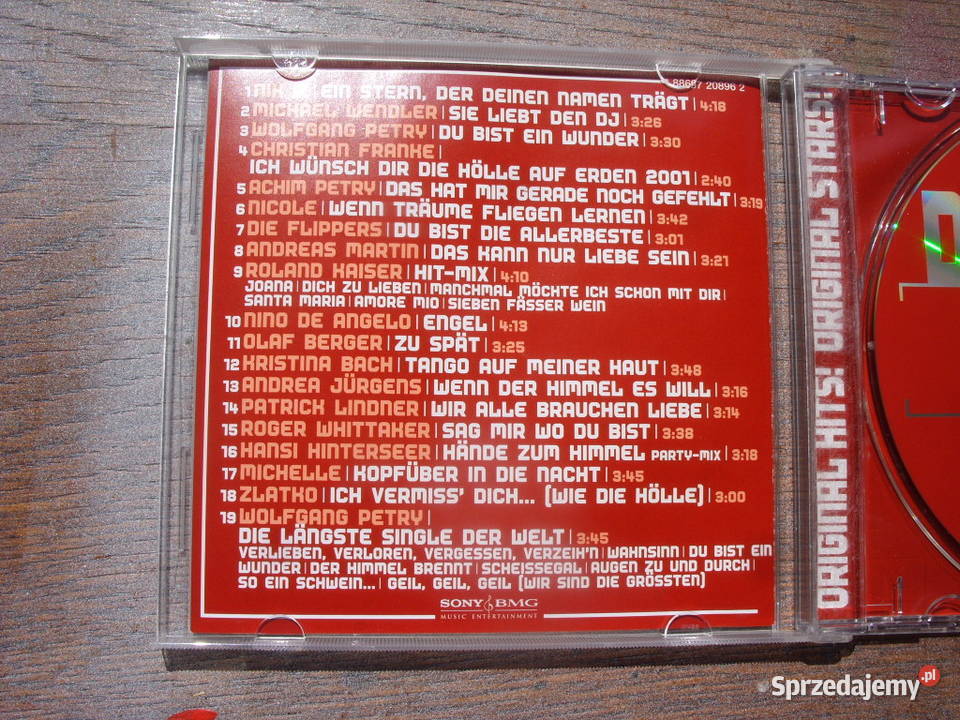 88697 20896 2
1 NIK | EIN STERN, DER DEINEN NAMEN TRÄGT | 4:18
2 MICHAEL WENDLER | SIE LIEBT DEN DJ | 3:26
3 WOLFGANG PETRY | DU BIST EIN WUNDER | 3:30
4 CHRISTIAN FRANKE |
ICH WÜNSCH DIR DIE HÖLLE AUF ERDEN 2001 | 2:40
5 ACHIM PETRY | DAS HAT MIR GERADE NOCH GEFEHLT | 3:19
6 NICOLE | WENN TRÄUME FLIEGEN LERNEN | 3:42
7 DIE FLIPPERS | DU BIST DIE ALLERBESTE | 3:01
8 ANDREAS MARTIN | DAS KANN NUR LIEBE SEIN | 3:21
9 ROLAND KAISER | HIT-MIX | 4:10
JOANA | DICH ZU LIEBEN | MANCHMAL MÖCHTE ICH SCHON MIT DIR |
SANTA MARIA | AMORE MIO | SIEBEN FÄSSER WEIN
10 NINO DE ANGELO | ENGEL | 4:13
11 OLAF BERGER | ZU SPÄT | 3:25
12 KRISTINA BACH | TANGO AUF MEINER HAUT | 3:48
13 ANDREA JÜRGENS | WENN DER HIMMEL ES WILL | 3:16
14 PATRICK LINDNER | WIR ALLE BRAUCHEN LIEBE | 3:14
15 ROGER WHITTAKER | SAG MIR WO DU BIST | 3:38
16 HANSI HINTERSEER | HÄNDE ZUM HIMMEL PARTY-MIX | 3:18
17 MICHELLE | KOPFÜBER IN DIE NACHT | 3:45
18 ZLATKO | ICH VERMISS' DICH... (WIE DIE HÖLLE) | 3:00
19 WOLFGANG PETRY |
DIE LÄNGSTE SINGLE DER WELT | 3:45
VERLIEBEN, VERLOREN, VERGESSEN, VERZEIH'N | WAHNSINN | DU BIST EIN
WUNDER | DER HIMMEL BRENNT | SCHEISSEGAL | AUGEN ZU UND DURCH |
SO EIN SCHWEIN... | GEIL, GEIL, GEIL (WIR SIND DIE GRÖSSTEN)
SONY BMG
MUSIC ENTERTAINMENT
ORIGINAL HITS! ORIGINAL STARS!
Sprzedajemy.pl